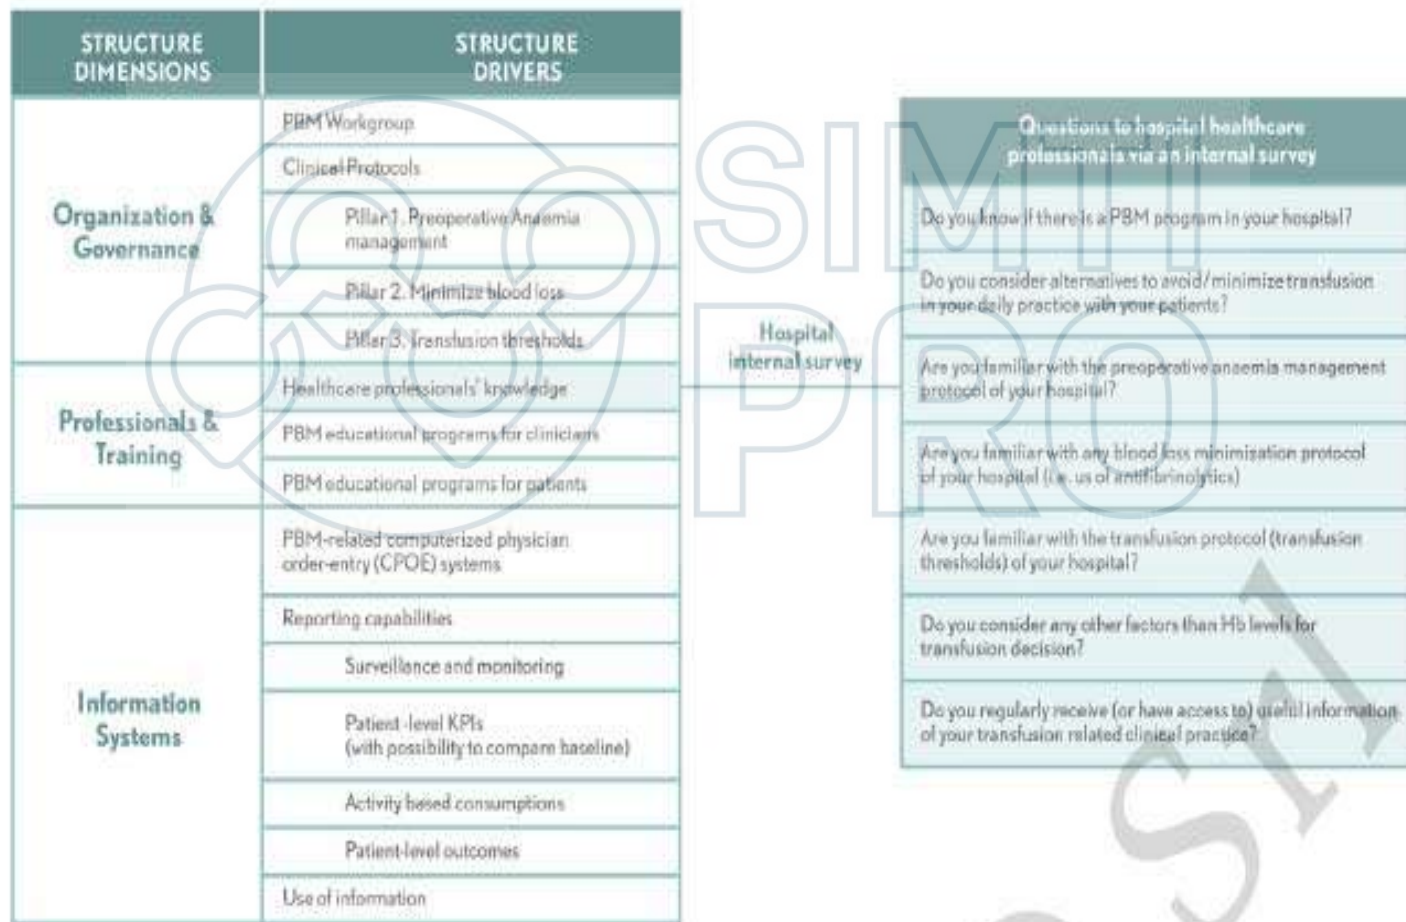 STRUCTURE
DIMENSIONS
STRUCTURE
DRIVERS
Organization &
Governance
PBM Workgroup
Clinical Protocols
Pillar 1. Preoperative Anaemia
management
Pillar 2. Minimize blood loss
Pillar 3. Transfusion thresholds
Professionals &
Training
Healthcare professionals' knowledge
PBM educational programs for clinicians
PBM educational programs for patients
Information
Systems
PBM-related computerized physician
order-entry (CPOE) systems
Reporting capabilities
Surveillance and monitoring
Patient -level KPIs
(with possibility to compare baseline)
Activity based consumptions
Patient-level outcomes
Use of information
Hospital
internal survey
Questions to hospital healthcare
professionals via an internal survey
Do you know if there is a PBM program in your hospital?
Do you consider alternatives to avoid/minimize transfusion
in your daily practice with your patients?
Are you familiar with the preoperative anaemia management
protocol of your hospital?
Are you familiar with any blood loss minimization protocol
of your hospital (i.e. us of antifibrinolytics)
Are you familiar with the transfusion protocol (transfusion
thresholds) of your hospital?
Do you consider any other factors than Hb levels for
transfusion decision?
Do you regularly receive (or have access to) useful information
of your transfusion related clinical practice?
SIMTI
PRO
Srl